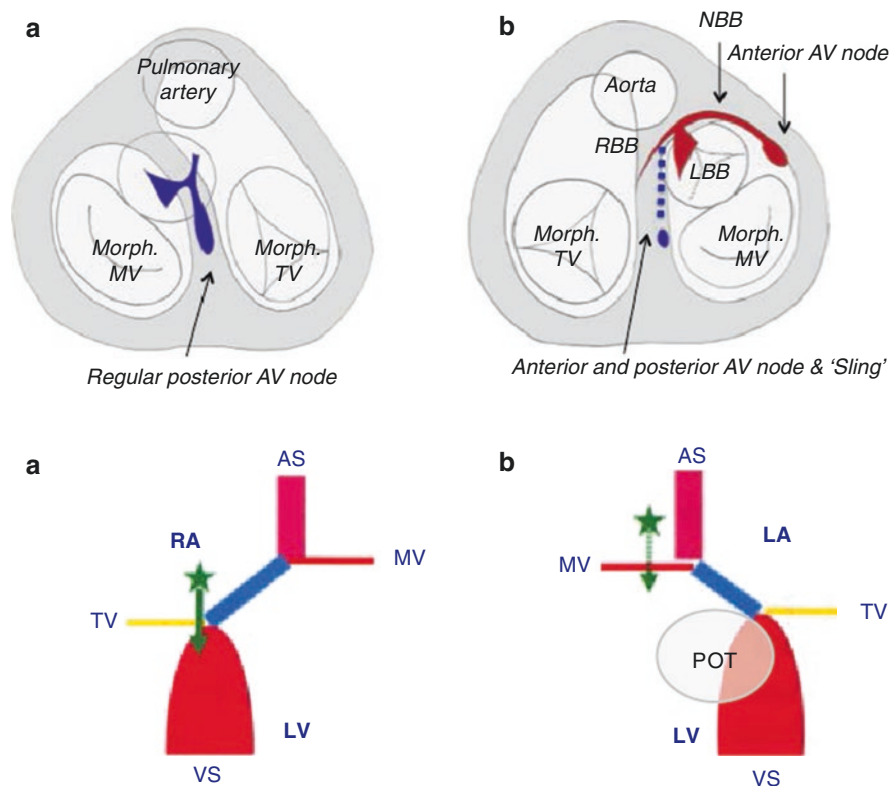 a
Pulmonary
artery
Morph.
MV
Morph.
TV
Regular posterior AV node
b
NBB
Anterior AV node
Aorta
RBB
LBB
Morph.
TV
Morph.
MV
Anterior and posterior AV node & 'Sling'
a
AS
RA
MV
TV
LV
VS
b
AS
LA
MV
TV
POT
LV
VS